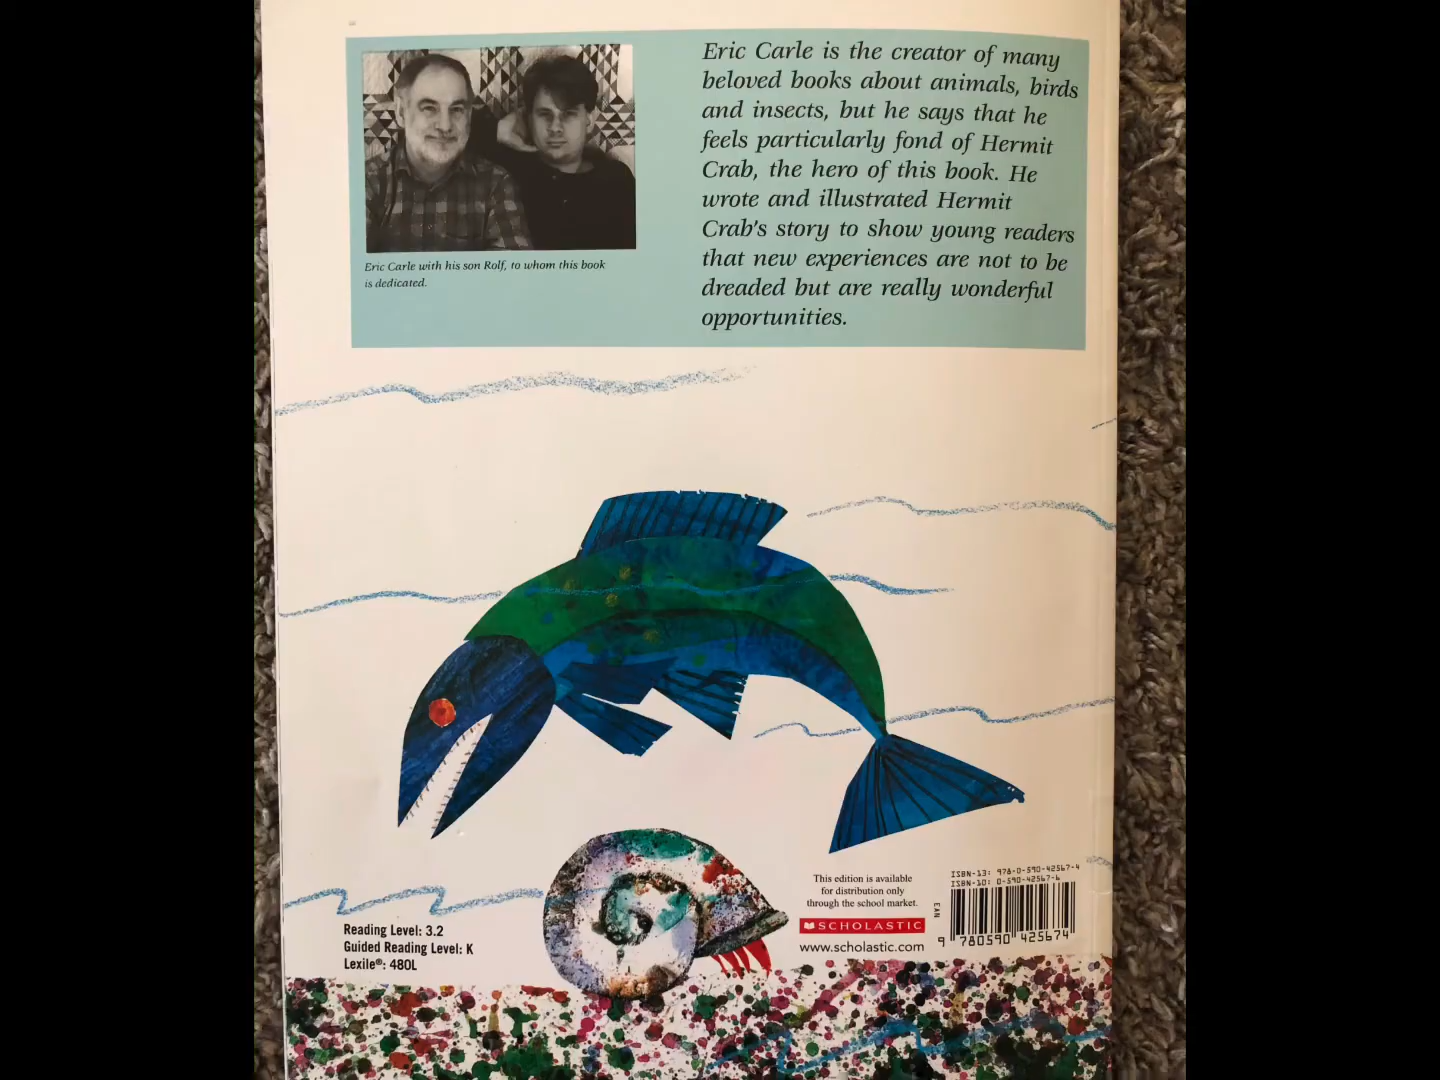 Eric Carle is the creator of many
beloved books about animals, birds
and insects, but he says that he
feels particularly fond of Hermit
Crab, the hero of this book. He
wrote and illustrated Hermit
Crab's story to show young readers
that new experiences are not to be
dreaded but are really wonderful
opportunities.
Eric Carle with his son Rolf, to whom this book
is dedicated.
This edition is available
for distribution only
through the school market.
SCHOLASTIC
www.scholastic.com
ISBN-13: 978-0-590-42567-4
ISBN-10: 0-590-42567-6
EAN
9 780590 425674
Reading Level: 3.2
Guided Reading Level: K
Lexile®: 480L